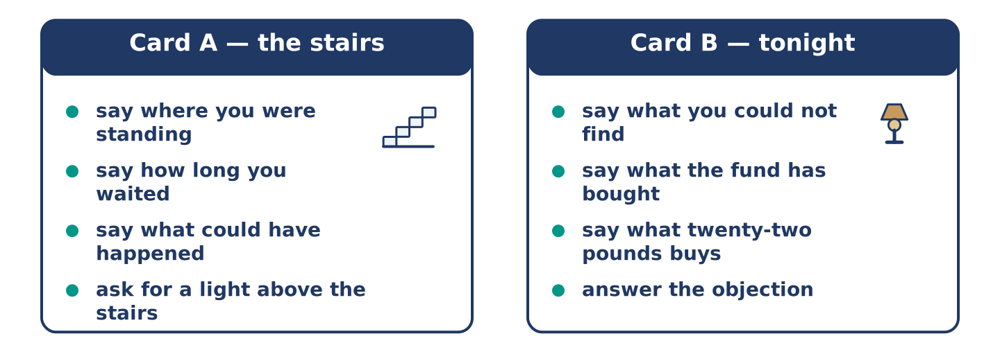 Card A — the stairs
say where you were
standing
say how long you
waited
say what could have
happened
ask for a light above the
stairs
Card B — tonight
say what you could not
find
say what the fund has
bought
say what twenty-two
pounds buys
answer the objection